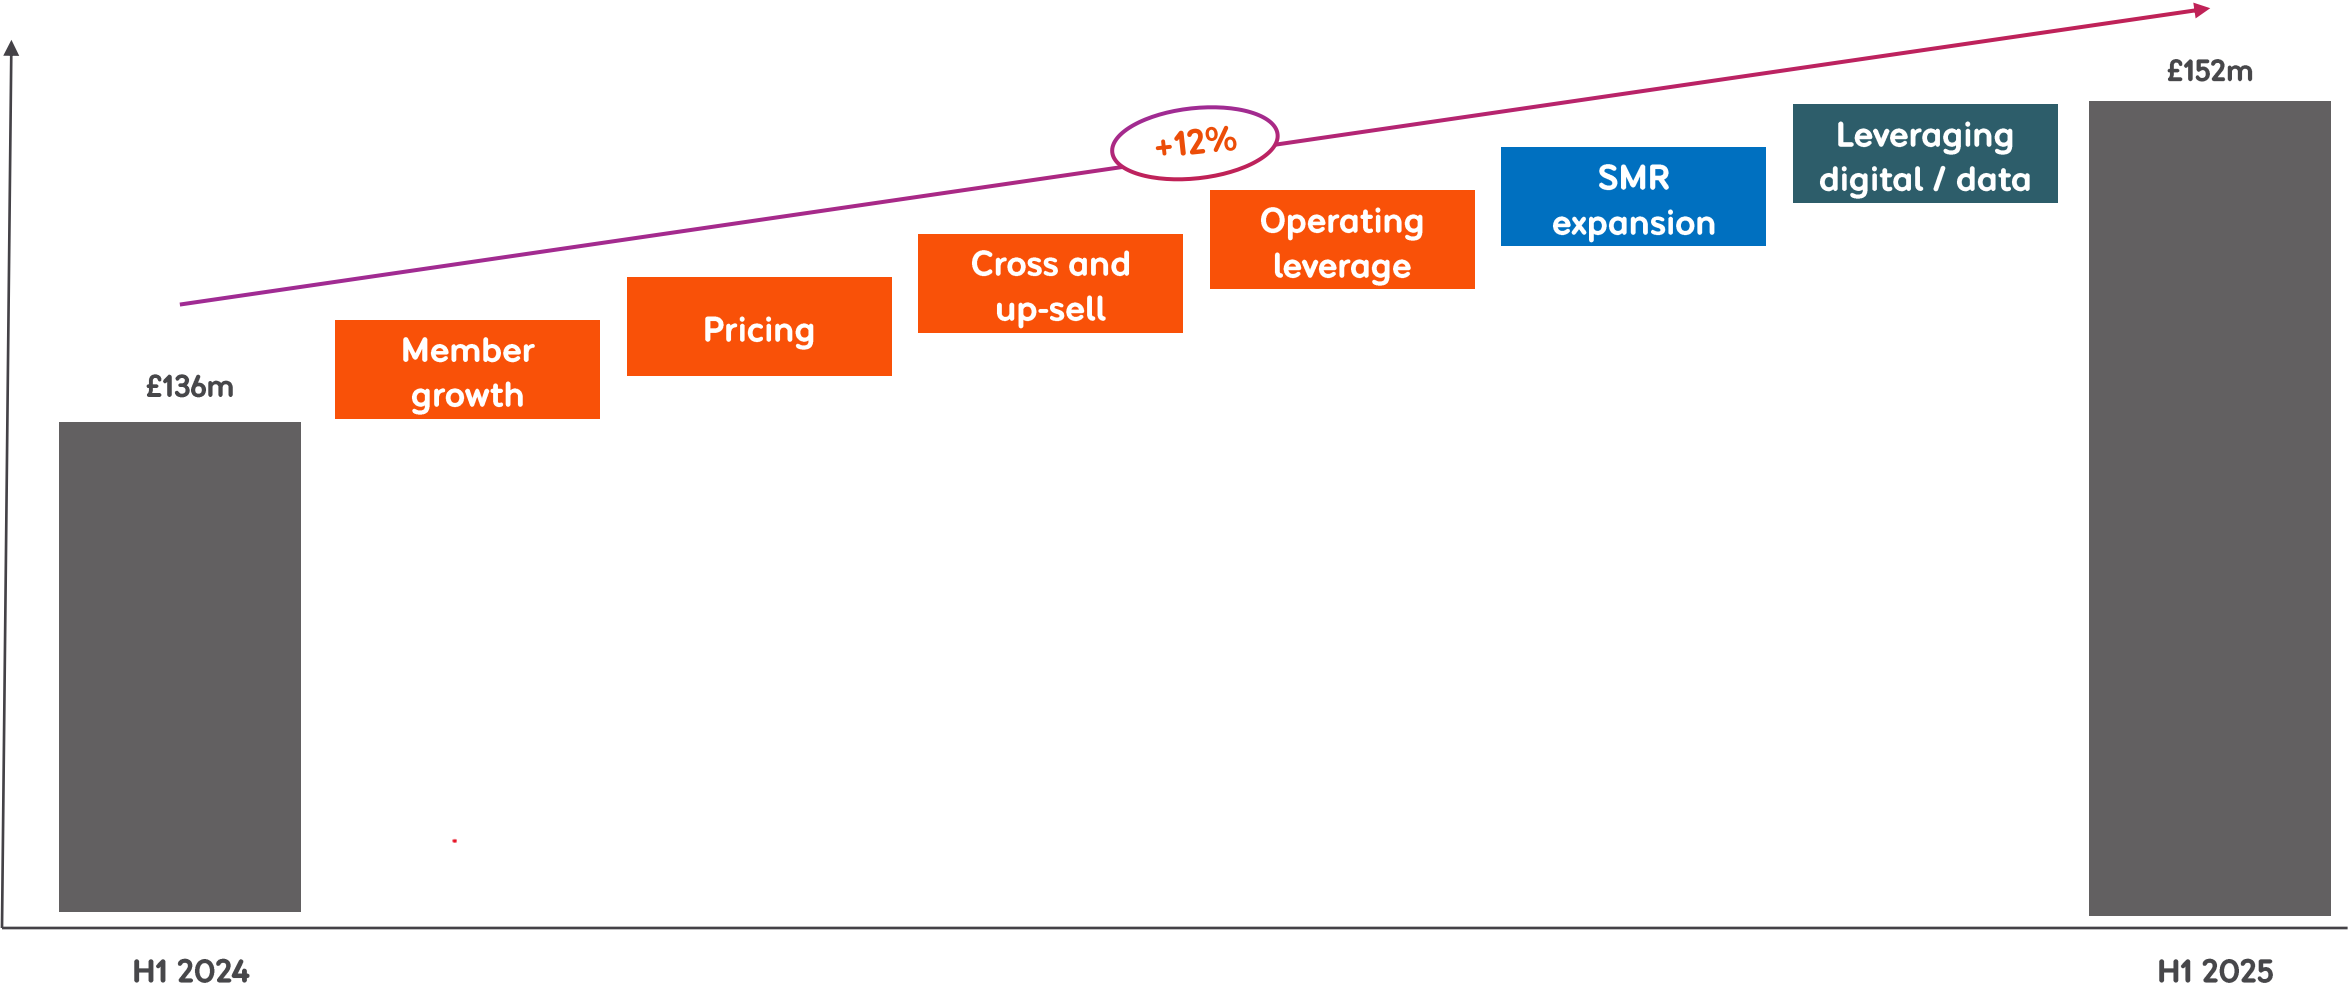 £152m
+12%
Leveraging
digital / data
SMR
expansion
Operating
leverage
Cross and
up-sell
Pricing
Member
growth
£136m
H1 2024
H1 2025